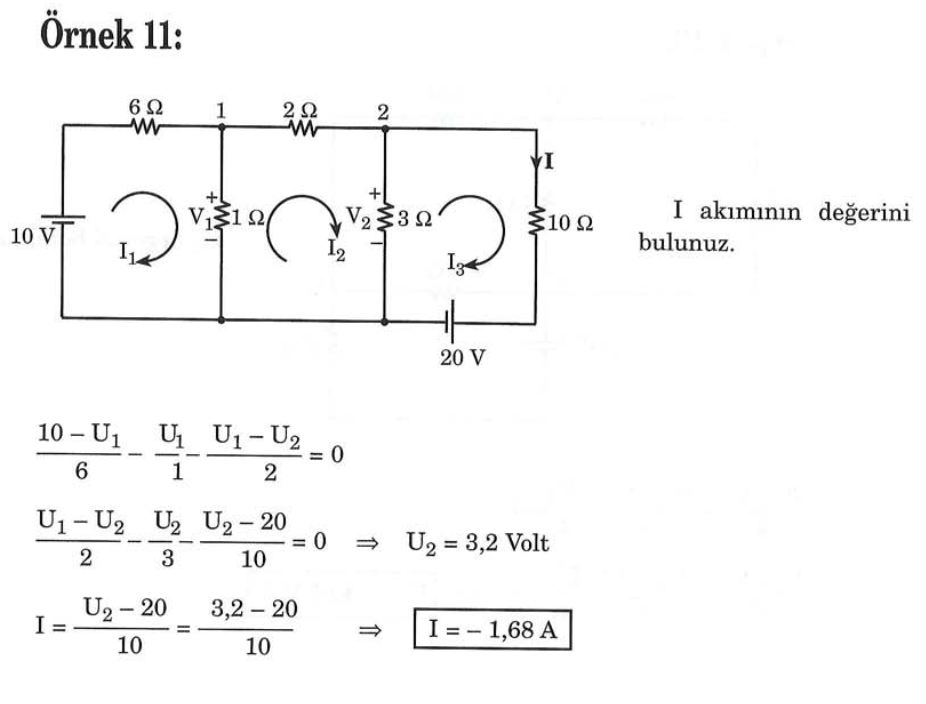 Örnek 11:
6 Ω 1 2 Ω 2
I
+ +
V₁ 1 Ω V₂ 3 Ω 10 Ω
− −
10 V
I₁ I₂ I₃
20 V
I akımının değerini
bulunuz.
(10 − U₁)/6 − U₁/1 − (U₁ − U₂)/2 = 0
(U₁ − U₂)/2 − U₂/3 − (U₂ − 20)/10 = 0 ⇒ U₂ = 3,2 Volt
I = (U₂ − 20)/10 = (3,2 − 20)/10 ⇒ I = − 1,68 A